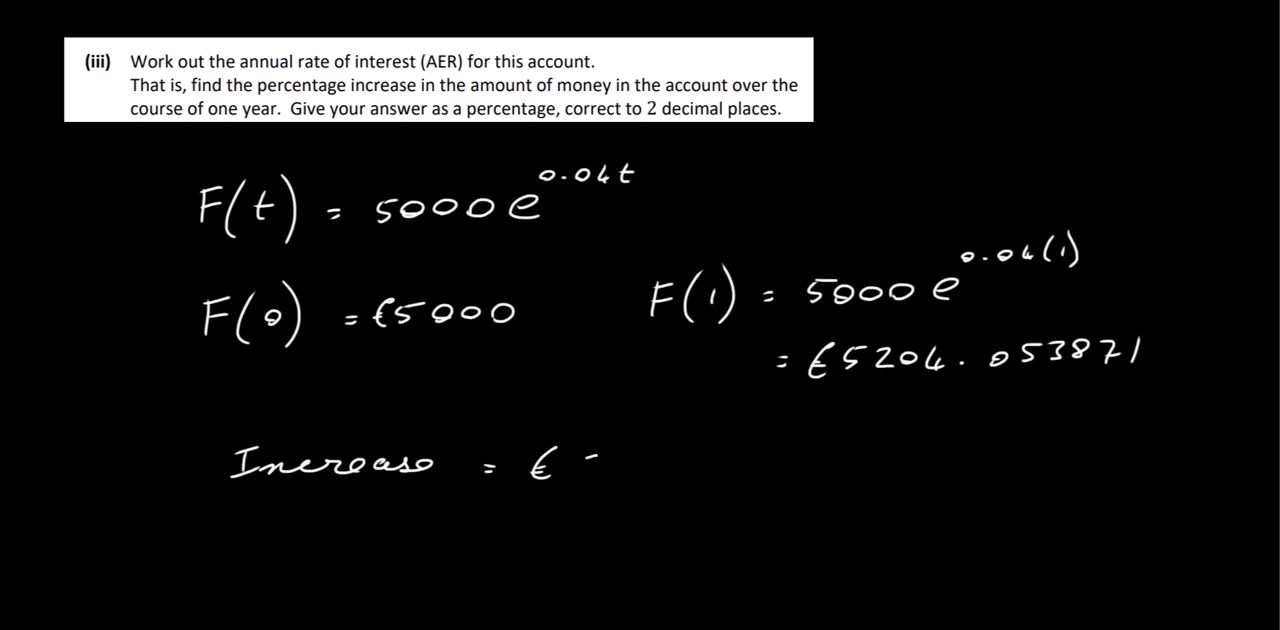 (iii) Work out the annual rate of interest (AER) for this account.
That is, find the percentage increase in the amount of money in the account over the
course of one year. Give your answer as a percentage, correct to 2 decimal places.
F(t) = 5000e^0.04t
F(0) = €5000
F(1) = 5000e^0.04(1)
= €5204.053871
Increase = €